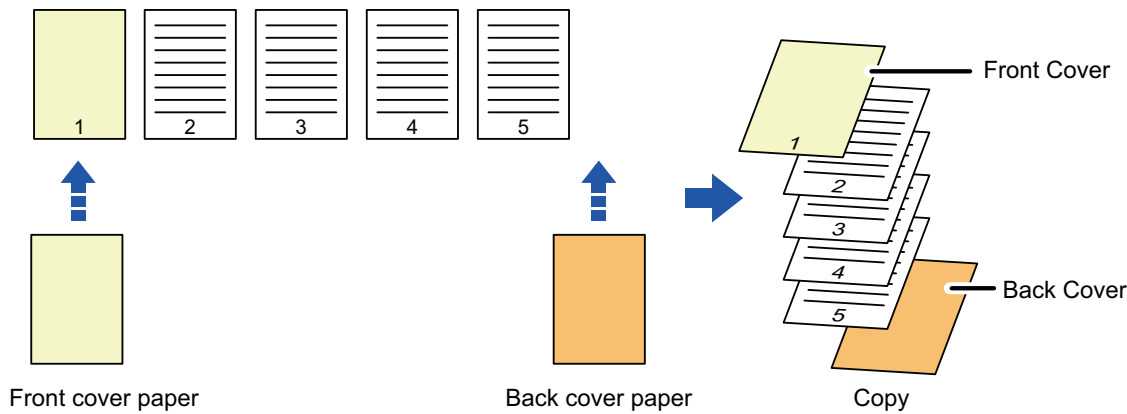 1 2 3 4 5
Front cover paper
Back cover paper
Front Cover
1
2
3
4
5
Back Cover
Copy